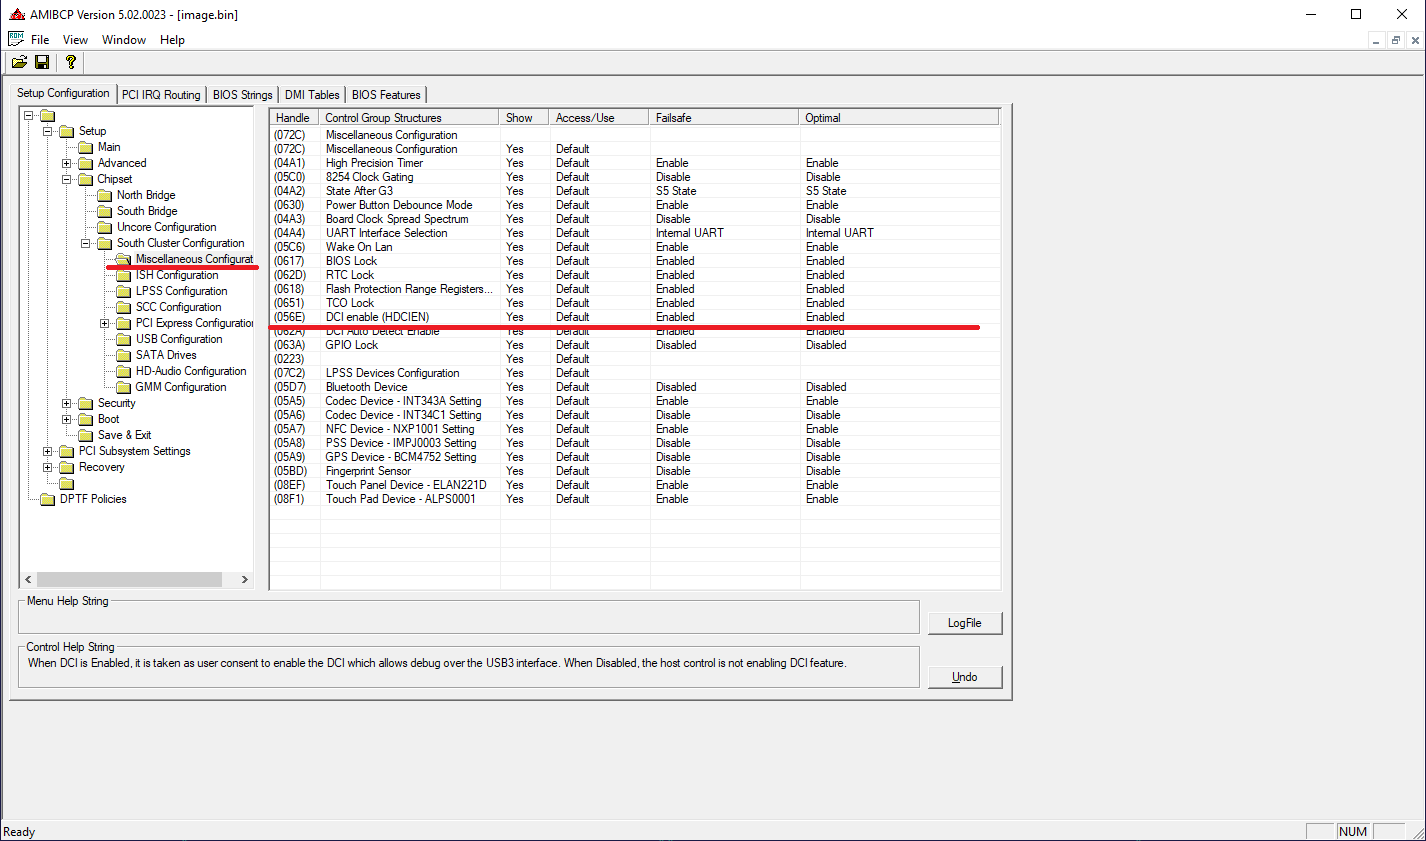 AMIBCP Version 5.02.0023 - [image.bin]
File View Window Help
Setup Configuration PCI IRQ Routing BIOS Strings DMI Tables BIOS Features
Setup
Main
Advanced
Chipset
North Bridge
South Bridge
Uncore Configuration
South Cluster Configuration
Miscellaneous Configurat
ISH Configuration
LPSS Configuration
SCC Configuration
PCI Express Configuration
USB Configuration
SATA Drives
HD-Audio Configuration
GMM Configuration
Security
Boot
Save & Exit
PCI Subsystem Settings
Recovery
DPTF Policies
Handle Control Group Structures Show Access/Use Failsafe Optimal
(072C) Miscellaneous Configuration
(072C) Miscellaneous Configuration Yes Default
(04A1) High Precision Timer Yes Default Enable Enable
(05C0) 8254 Clock Gating Yes Default Disable Disable
(04A2) State After G3 Yes Default S5 State S5 State
(0630) Power Button Debounce Mode Yes Default Enable Enable
(04A3) Board Clock Spread Spectrum Yes Default Disable Disable
(04A4) UART Interface Selection Yes Default Internal UART Internal UART
(05C6) Wake On Lan Yes Default Enable Enable
(0617) BIOS Lock Yes Default Enabled Enabled
(062D) RTC Lock Yes Default Enabled Enabled
(0618) Flash Protection Range Registers... Yes Default Enabled Enabled
(0651) TCO Lock Yes Default Enabled Enabled
(056E) DCI enable (HDCIEN) Yes Default Enabled Enabled
(062A) DCI Auto Detect Enable Yes Default Enabled Enabled
(063A) GPIO Lock Yes Default Disabled Disabled
(0223) Yes Default
(07C2) LPSS Devices Configuration Yes Default
(05D7) Bluetooth Device Yes Default Disabled Disabled
(05A5) Codec Device - INT343A Setting Yes Default Enable Enable
(05A6) Codec Device - INT34C1 Setting Yes Default Disable Disable
(05A7) NFC Device - NXP1001 Setting Yes Default Enable Enable
(05A8) PSS Device - IMPJ0003 Setting Yes Default Disable Disable
(05A9) GPS Device - BCM4752 Setting Yes Default Disable Disable
(05BD) Fingerprint Sensor Yes Default Disable Disable
(08EF) Touch Panel Device - ELAN221D Yes Default Enable Enable
(08F1) Touch Pad Device - ALPS0001 Yes Default Enable Enable
Menu Help String
LogFile
Control Help String
When DCI is Enabled, it is taken as user consent to enable the DCI which allows debug over the USB3 interface. When Disabled, the host control is not enabling DCI feature.
Undo
Ready NUM